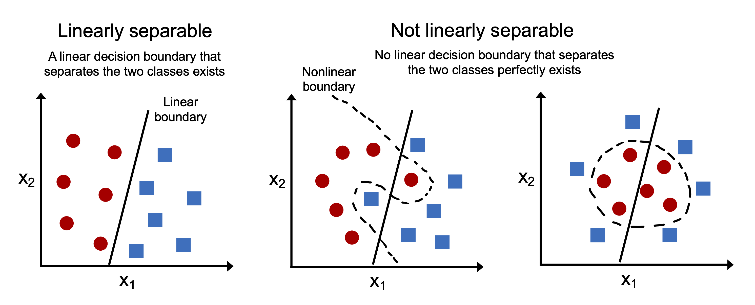 Linearly separable
A linear decision boundary that
separates the two classes exists
Linear
boundary
X2
X1
Not linearly separable
No linear decision boundary that separates
the two classes perfectly exists
Nonlinear
boundary
X2
X1
X2
X1